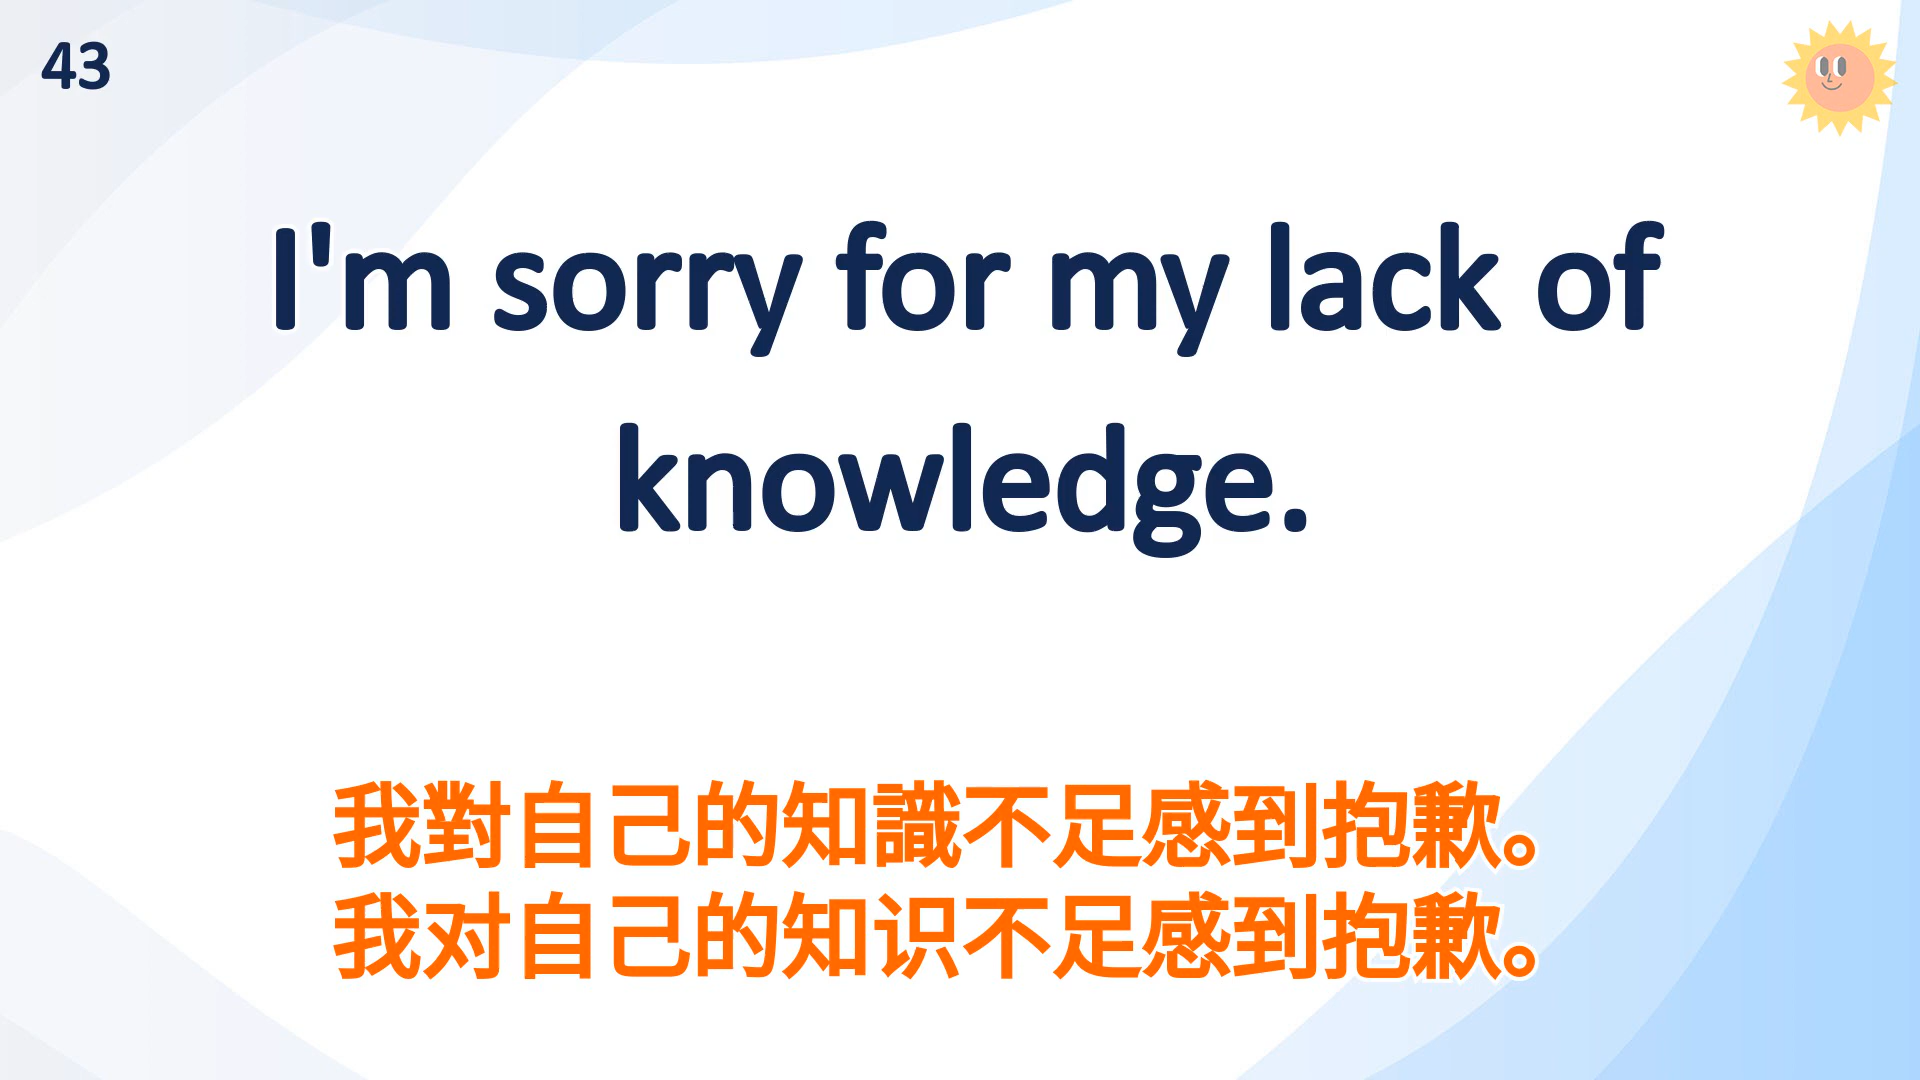 43
I'm sorry for my lack of
knowledge.
我對自己的知識不足感到抱歉。
我对自己的知识不足感到抱歉。